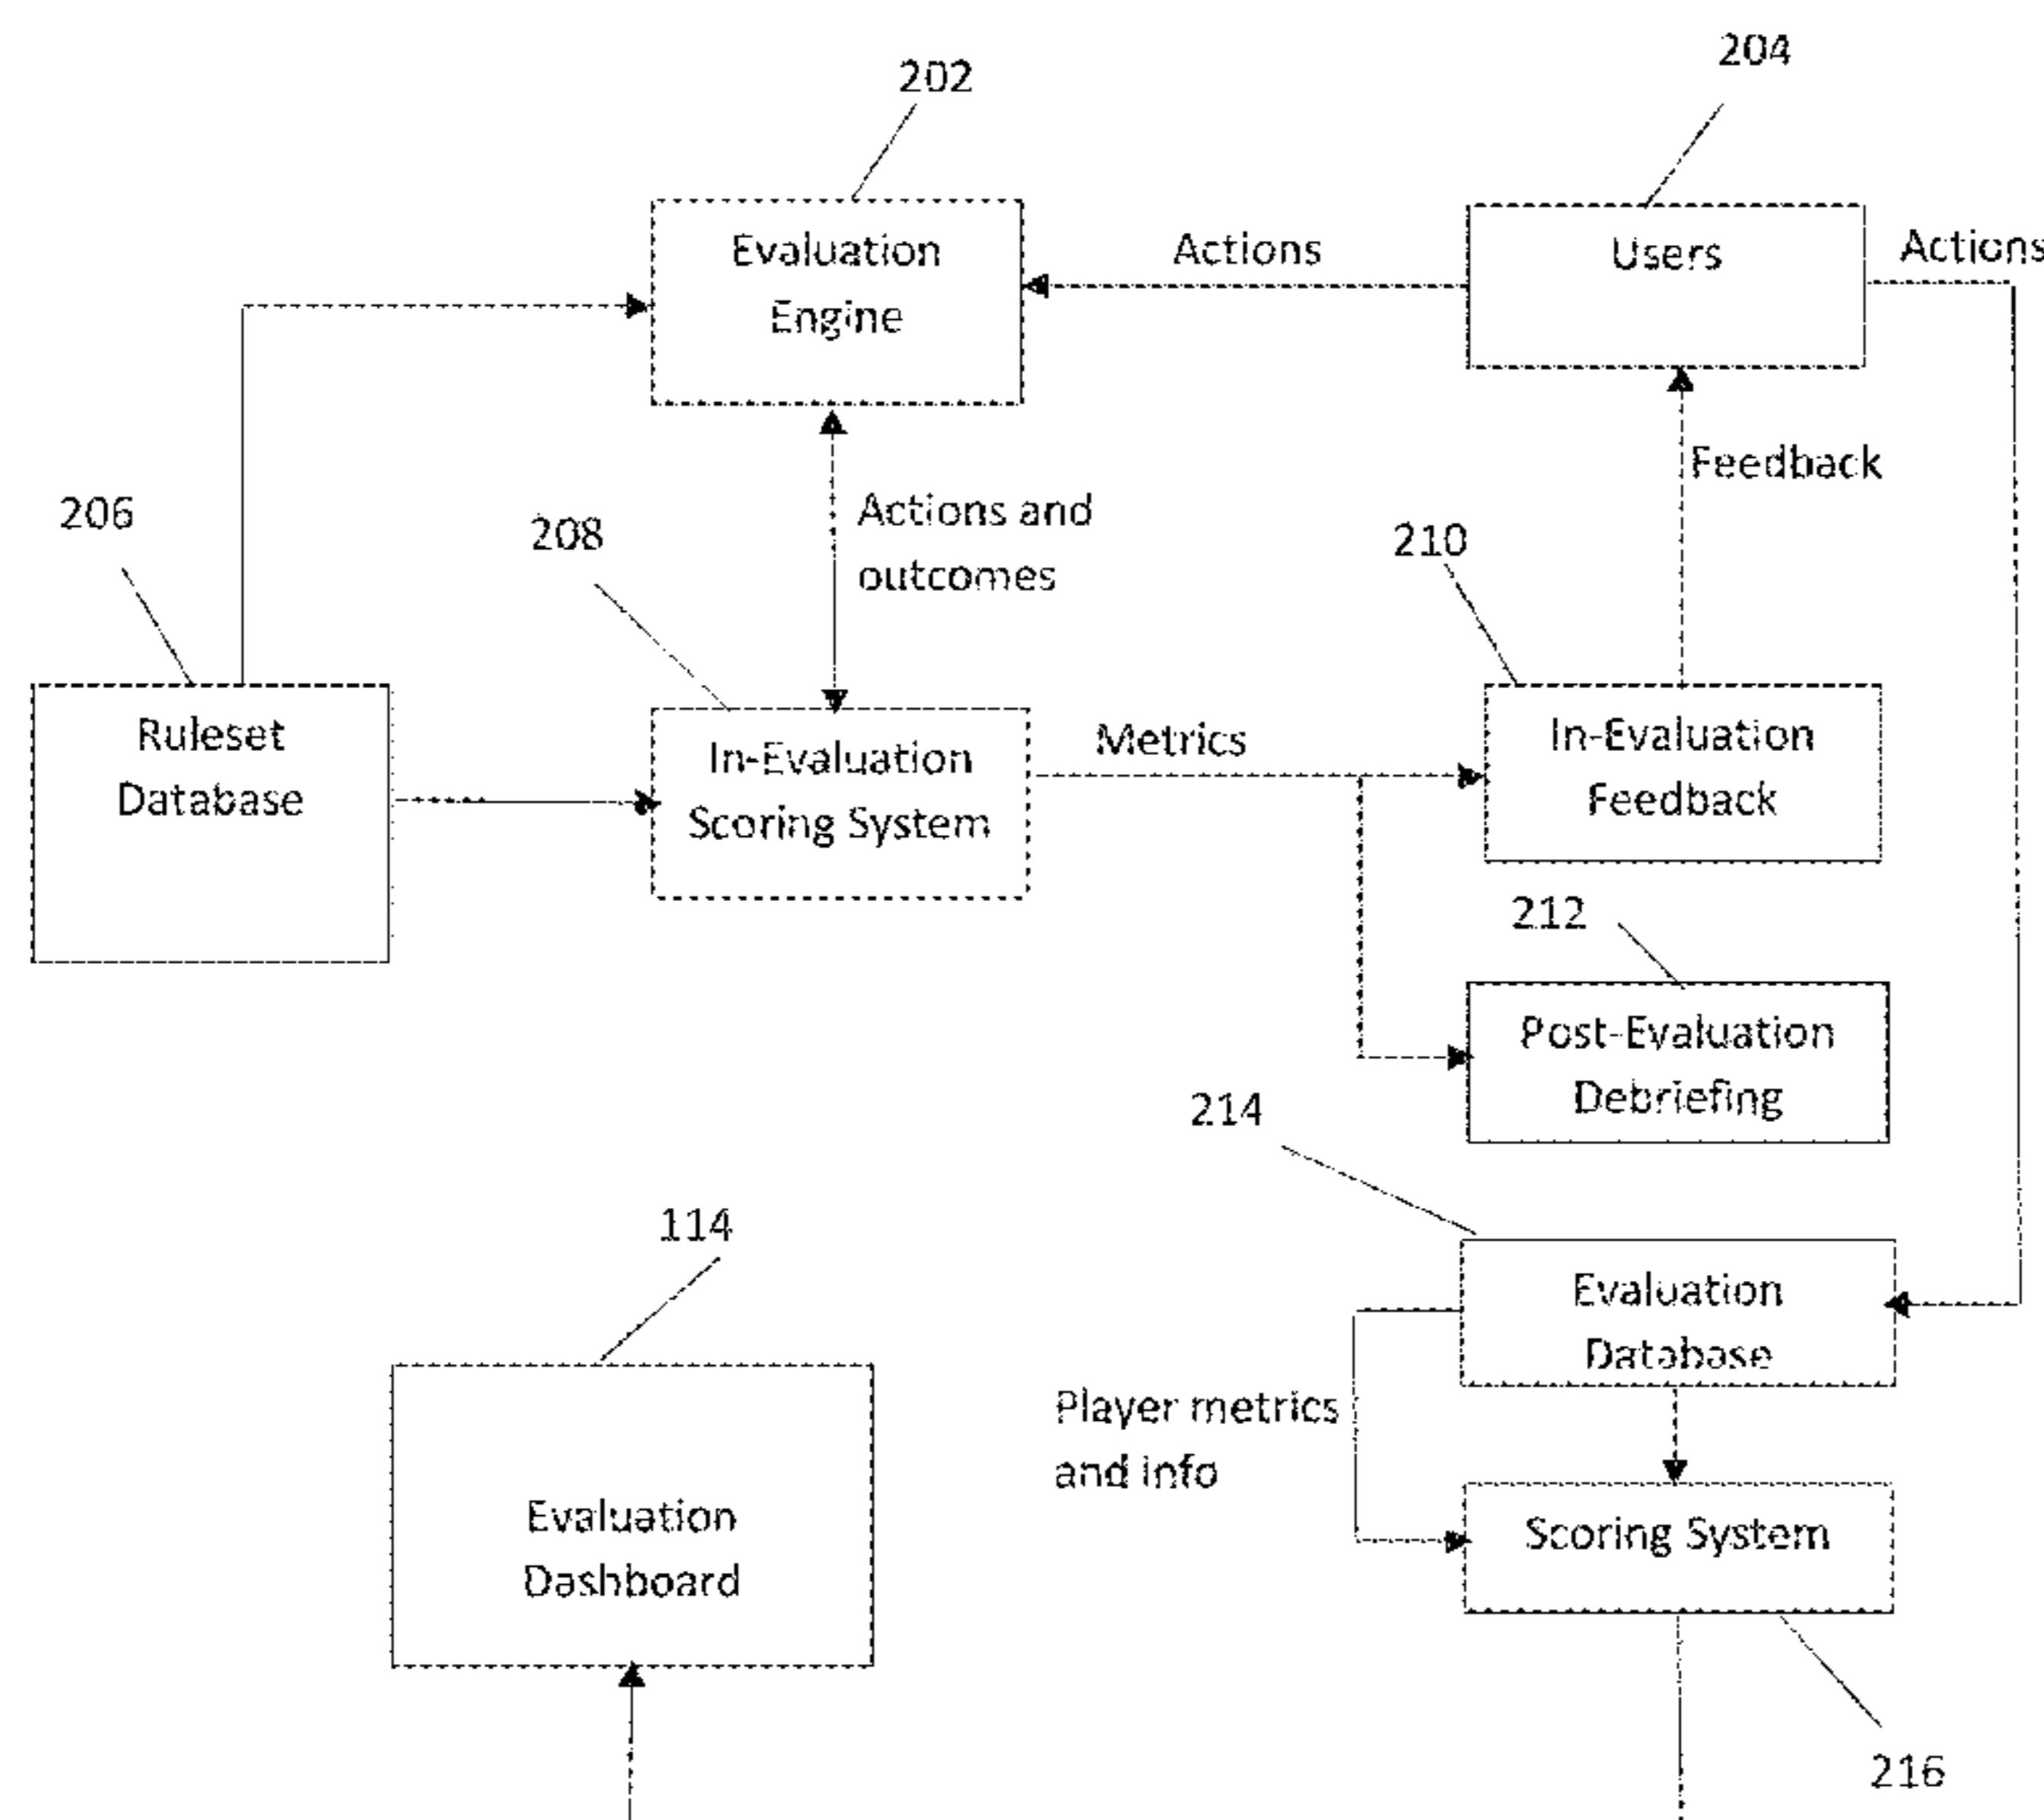 204
202
Evaluation
Engine
Actions
Users
Actions
Feedback
206
208
Actions and
outcomes
210
Ruleset
Database
In-Evaluation
Scoring System
Metrics
In-Evaluation
Feedback
212
Post-Evaluation
Debriefing
214
114
Evaluation
Database
Player metrics
and info
Evaluation
Dashboard
Scoring System
216